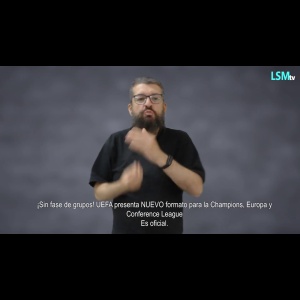 LSMtv
¡Sin fase de grupos! UEFA presenta NUEVO formato para la Champions, Europa y
Conference League
Es oficial.